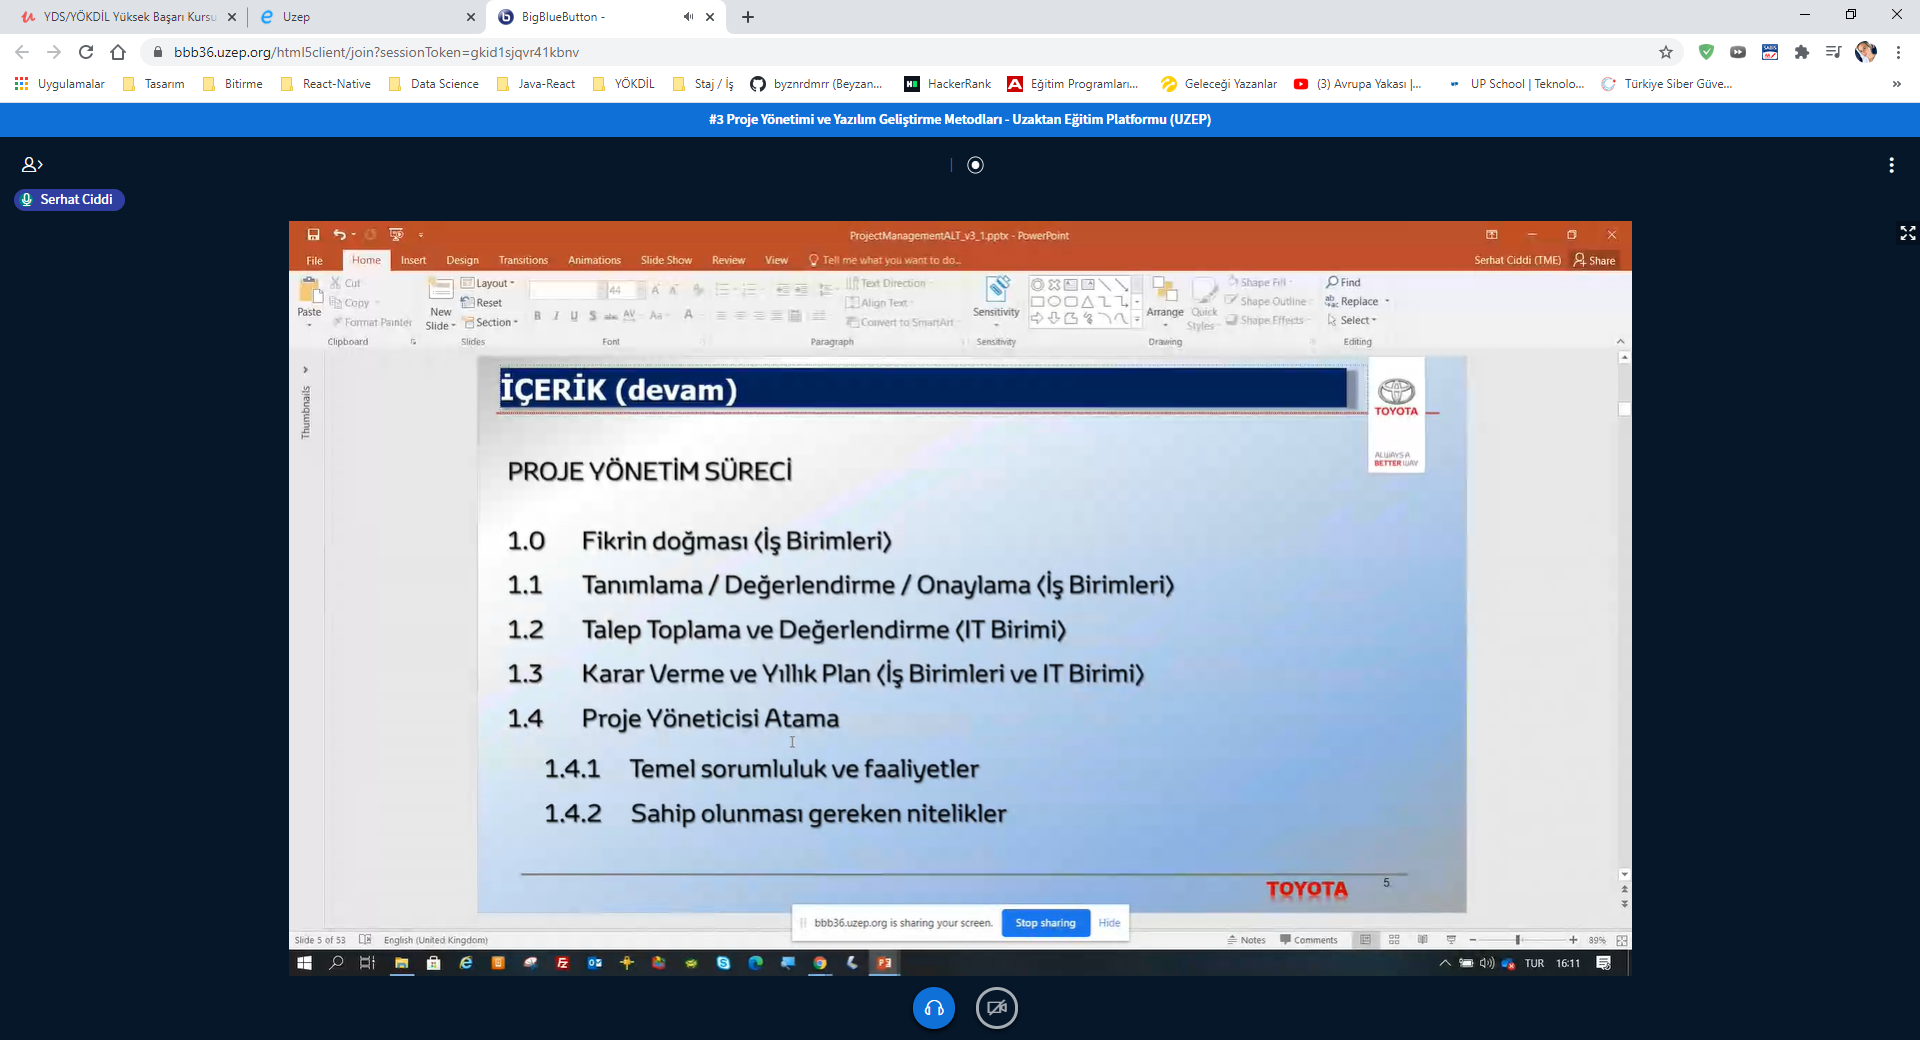 YDS/YÖKDİL Yüksek Başarı Kursu
Uzep
BigBlueButton -
bbb36.uzep.org/html5client/join?sessionToken=gkid1sjqvr41kbnv
Uygulamalar
Tasarım
Bitirme
React-Native
Data Science
Java-React
YÖKDİL
Staj / İş
byznrdmrr (Beyzan...
HackerRank
Eğitim Programları...
Geleceği Yazanlar
(3) Avrupa Yakası |...
UP School | Teknolo...
Türkiye Siber Güve...
#3 Proje Yönetimi ve Yazılım Geliştirme Metodları - Uzaktan Eğitim Platformu (UZEP)
Serhat Ciddi
ProjectManagementALT_v3_1.pptx - PowerPoint
File Home Insert Design Transitions Animations Slide Show Review View Tell me what you want to do...
Serhat Ciddi (TME) Share
Paste
Cut
Copy
Format Painter
Clipboard
New
Slide
Layout
Reset
Section
Slides
44
Font
Text Direction
Align Text
Convert to SmartArt
Paragraph
Sensitivity
Sensitivity
Arrange
Quick
Styles
Shape Fill
Shape Outline
Shape Effects
Drawing
Find
Replace
Select
Editing
Thumbnails
İÇERİK (devam)
TOYOTA
ALWAYS A
BETTER WAY
PROJE YÖNETİM SÜRECİ
1.0 Fikrin doğması (İş Birimleri)
1.1 Tanımlama / Değerlendirme / Onaylama (İş Birimleri)
1.2 Talep Toplama ve Değerlendirme (IT Birimi)
1.3 Karar Verme ve Yıllık Plan (İş Birimleri ve IT Birimi)
1.4 Proje Yöneticisi Atama
1.4.1 Temel sorumluluk ve faaliyetler
1.4.2 Sahip olunması gereken nitelikler
TOYOTA
5
bbb36.uzep.org is sharing your screen.
Stop sharing
Hide
Slide 5 of 53
English (United Kingdom)
Notes
Comments
89%
TUR
16:11